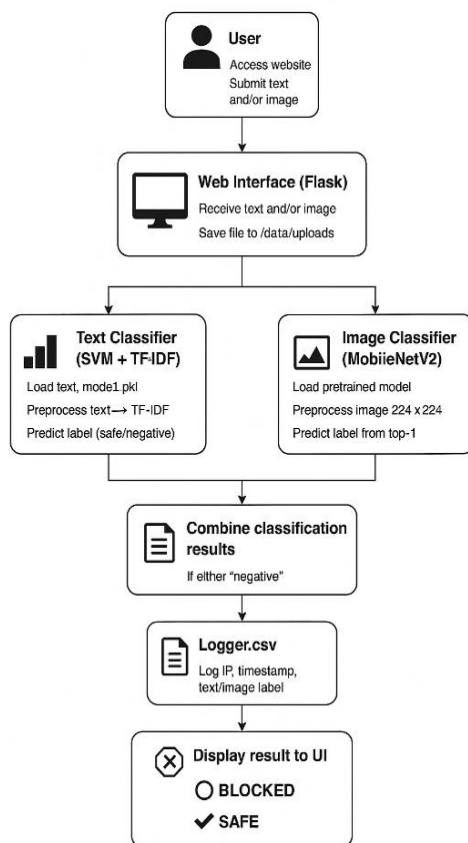 User
Access website
Submit text
and/or image
Web Interface (Flask)
Receive text and/or image
Save file to /data/uploads
Text Classifier
(SVM + TF-IDF)
Load text, mode1.pkl
Preprocess text → TF-IDF
Predict label (safe/negative)
Image Classifier
(MobiieNetV2)
Load pretrained model
Preprocess image 224 x 224
Predict label from top-1
Combine classification
results
If either “negative”
Logger.csv
Log IP, timestamp,
text/image label
Display result to UI
BLOCKED
SAFE